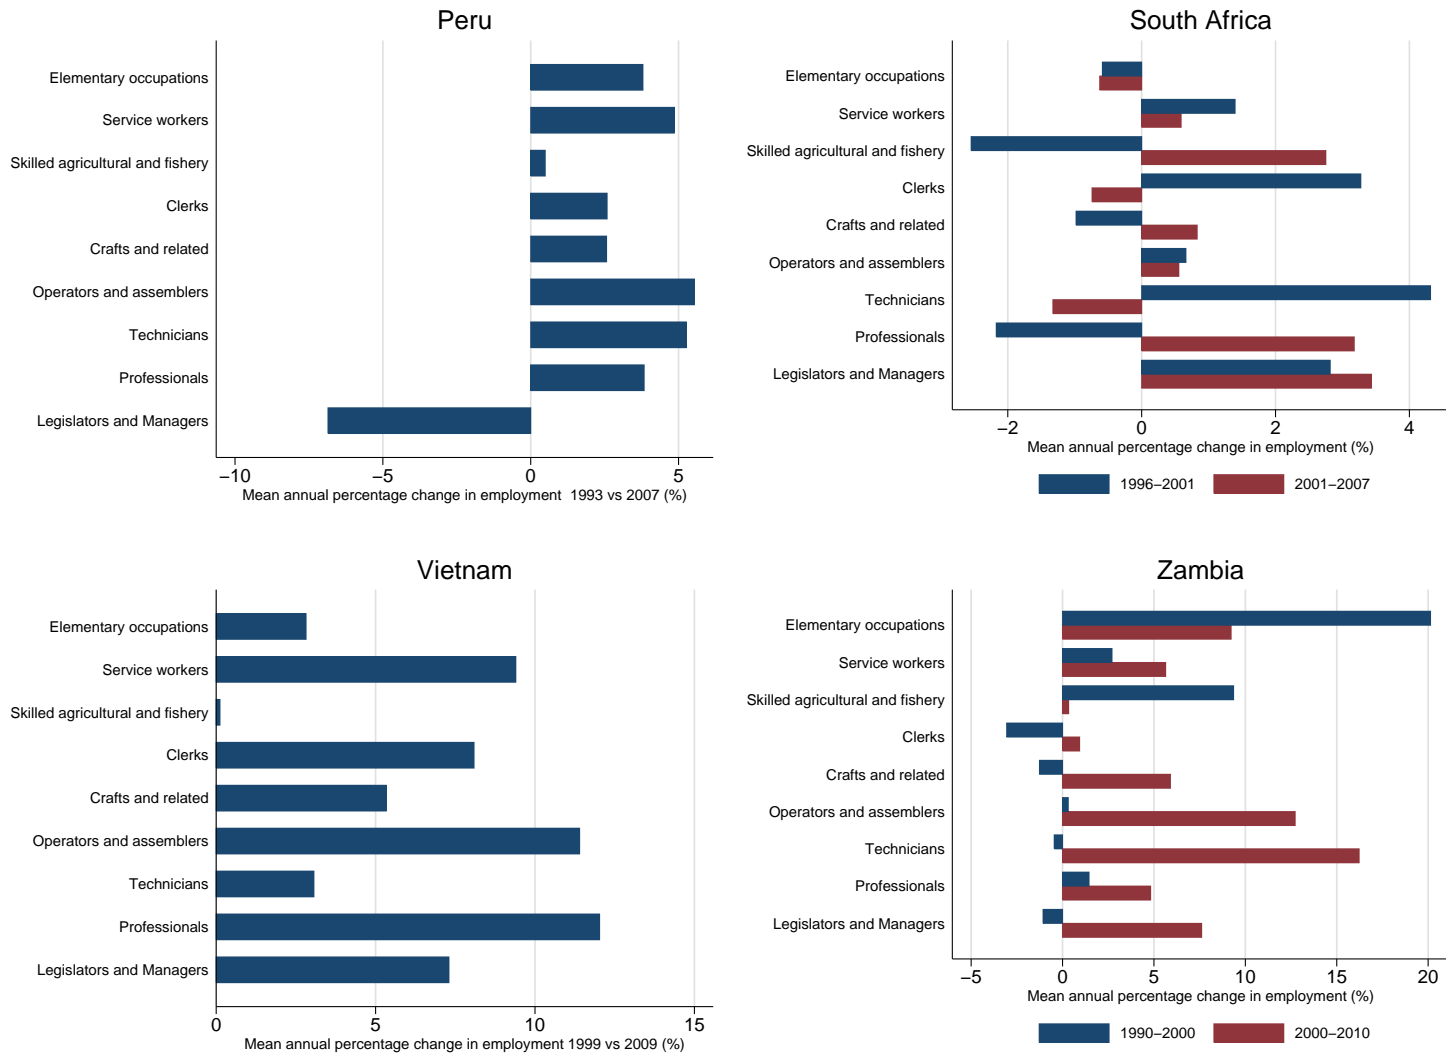 Peru
Elementary occupations
Service workers
Skilled agricultural and fishery
Clerks
Crafts and related
Operators and assemblers
Technicians
Professionals
Legislators and Managers
−10 −5 0 5
Mean annual percentage change in employment 1993 vs 2007 (%)
South Africa
Elementary occupations
Service workers
Skilled agricultural and fishery
Clerks
Crafts and related
Operators and assemblers
Technicians
Professionals
Legislators and Managers
−2 0 2 4
Mean annual percentage change in employment (%)
1996−2001 2001−2007
Vietnam
Elementary occupations
Service workers
Skilled agricultural and fishery
Clerks
Crafts and related
Operators and assemblers
Technicians
Professionals
Legislators and Managers
0 5 10 15
Mean annual percentage change in employment 1999 vs 2009 (%)
Zambia
Elementary occupations
Service workers
Skilled agricultural and fishery
Clerks
Crafts and related
Operators and assemblers
Technicians
Professionals
Legislators and Managers
−5 0 5 10 15 20
Mean annual percentage change in employment (%)
1990−2000 2000−2010